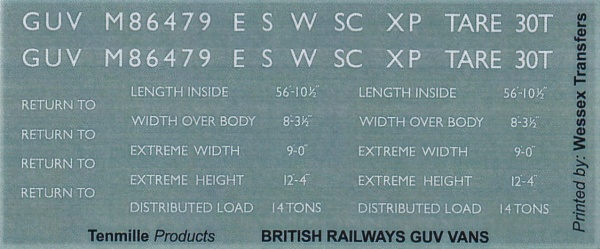 GUV M86479 E S W SC XP TARE 30T
GUV M86479 E S W SC XP TARE 30T
LENGTH INSIDE 56'-10½" LENGTH INSIDE 56'-10½"
RETURN TO
WIDTH OVER BODY 8-3½" WIDTH OVER BODY 8-3½"
RETURN TO
EXTREME WIDTH 9-0" EXTREME WIDTH 9-0"
RETURN TO
EXTREME HEIGHT 12-4" EXTREME HEIGHT 12-4"
RETURN TO
DISTRIBUTED LOAD 14 TONS DISTRIBUTED LOAD 14 TONS
Tenmille Products BRITISH RAILWAYS GUV VANS
Printed by: Wessex Transfers